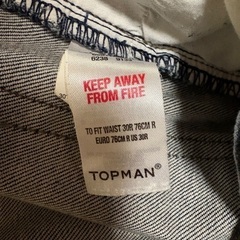 KEEP AWAY
FROM FIRE
TO FIT WAIST 30R 76CM R
EURO 76CM R US 30R
TOPMAN®